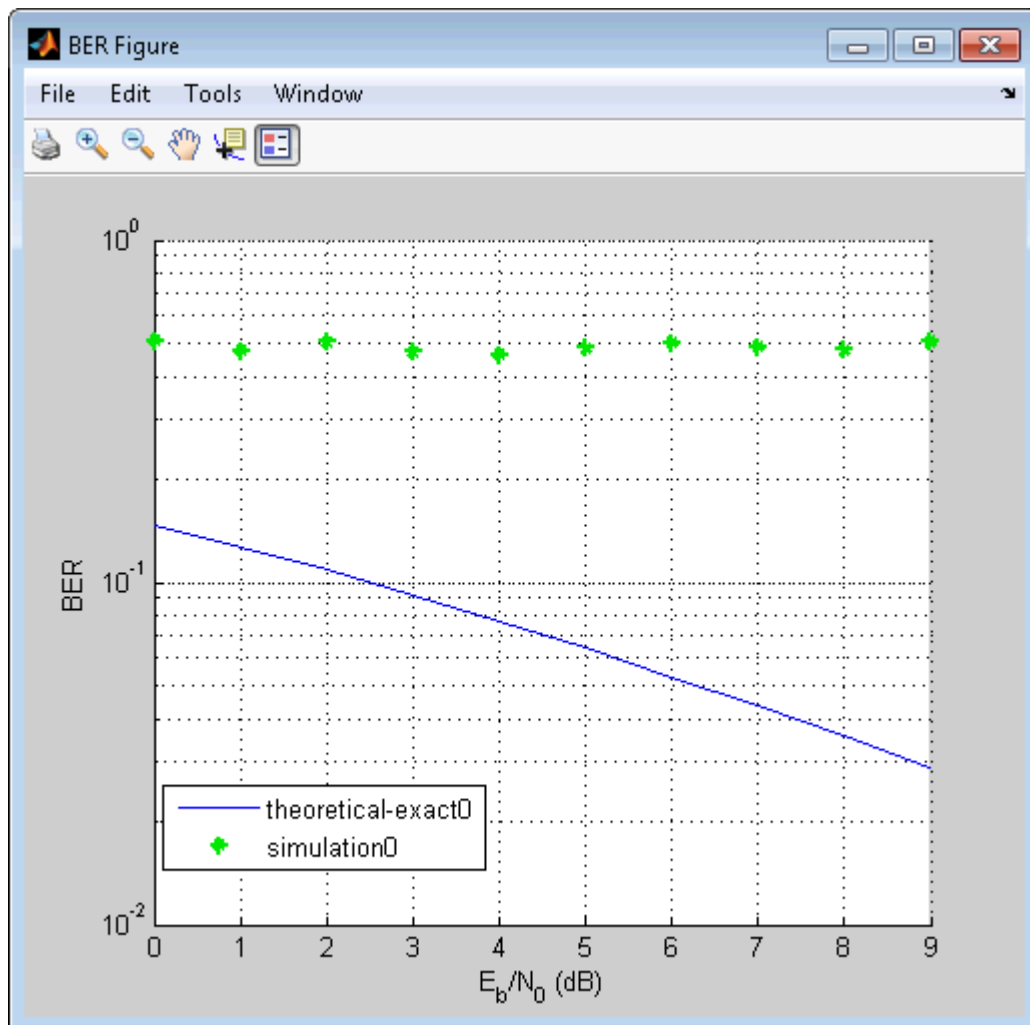 BER Figure
File Edit Tools Window
10^0
10^-1
10^-2
BER
theoretical-exact0
simulation0
0 1 2 3 4 5 6 7 8 9
E_b/N_0 (dB)